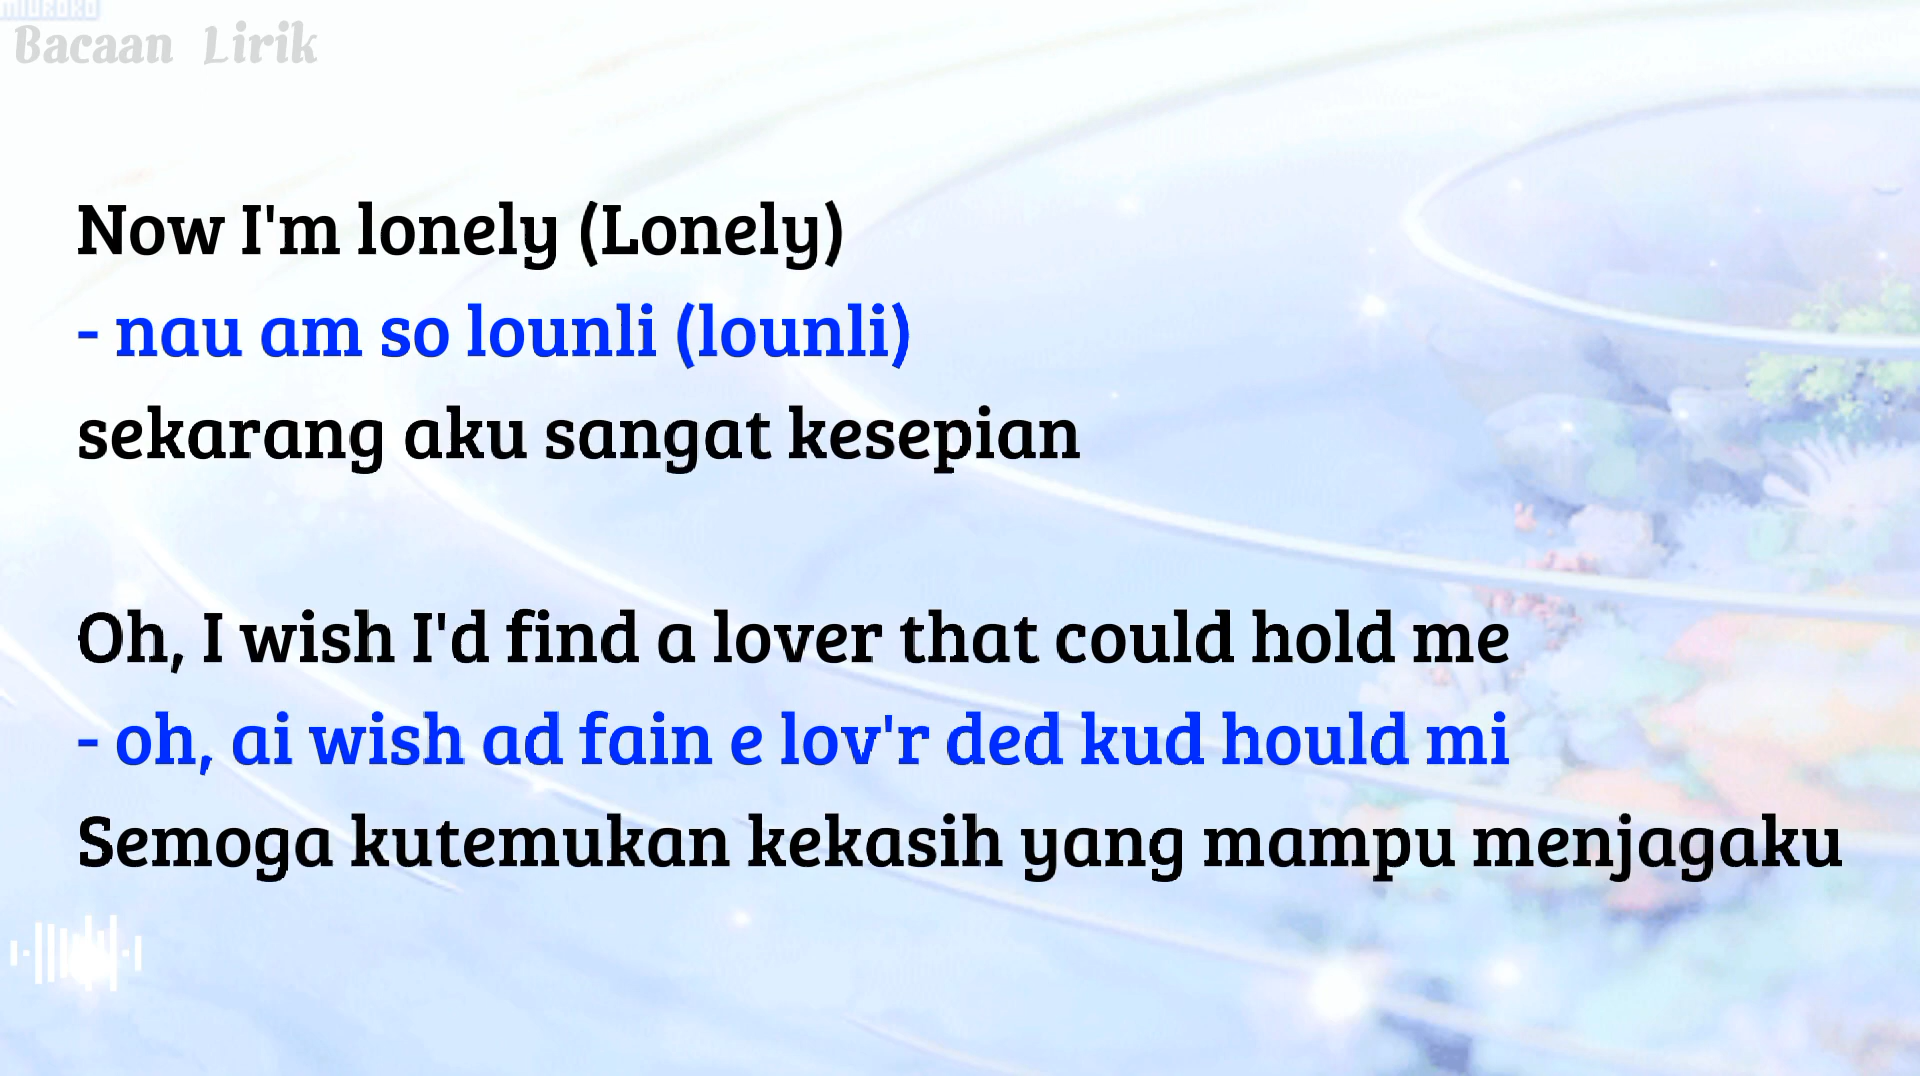 MIUROKO
Bacaan Lirik
Now I'm lonely (Lonely)
- nau am so lounli (lounli)
sekarang aku sangat kesepian
Oh, I wish I'd find a lover that could hold me
- oh, ai wish ad fain e lov'r ded kud hould mi
Semoga kutemukan kekasih yang mampu menjagaku